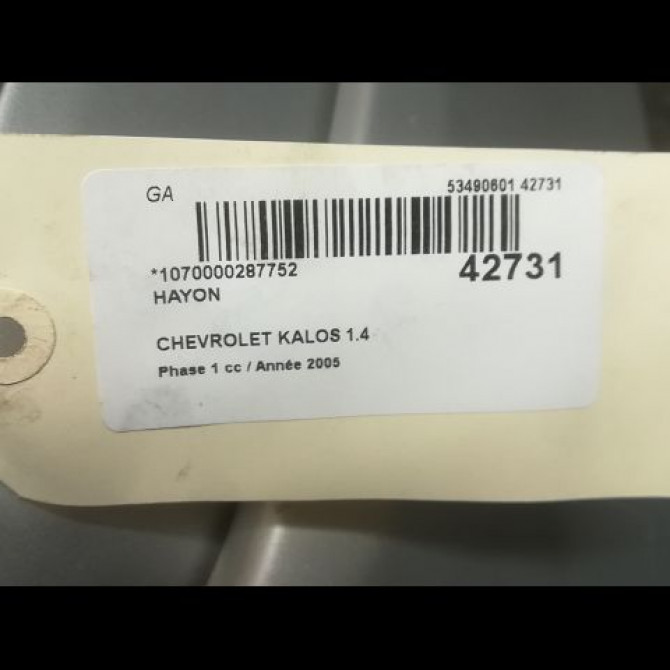 GA
53490601 42731
*1070000287752
42731
HAYON
CHEVROLET KALOS 1.4
Phase 1 cc / Année 2005